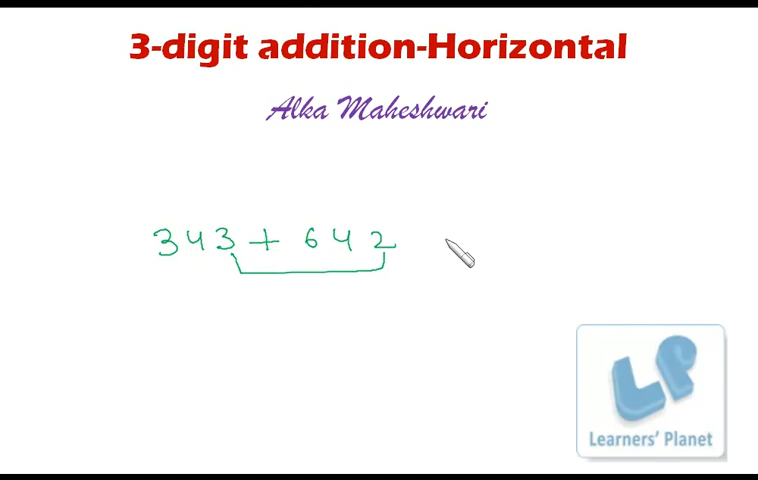 3-digit addition-Horizontal
Alka Maheshwari
343 + 642
LP
Learners' Planet